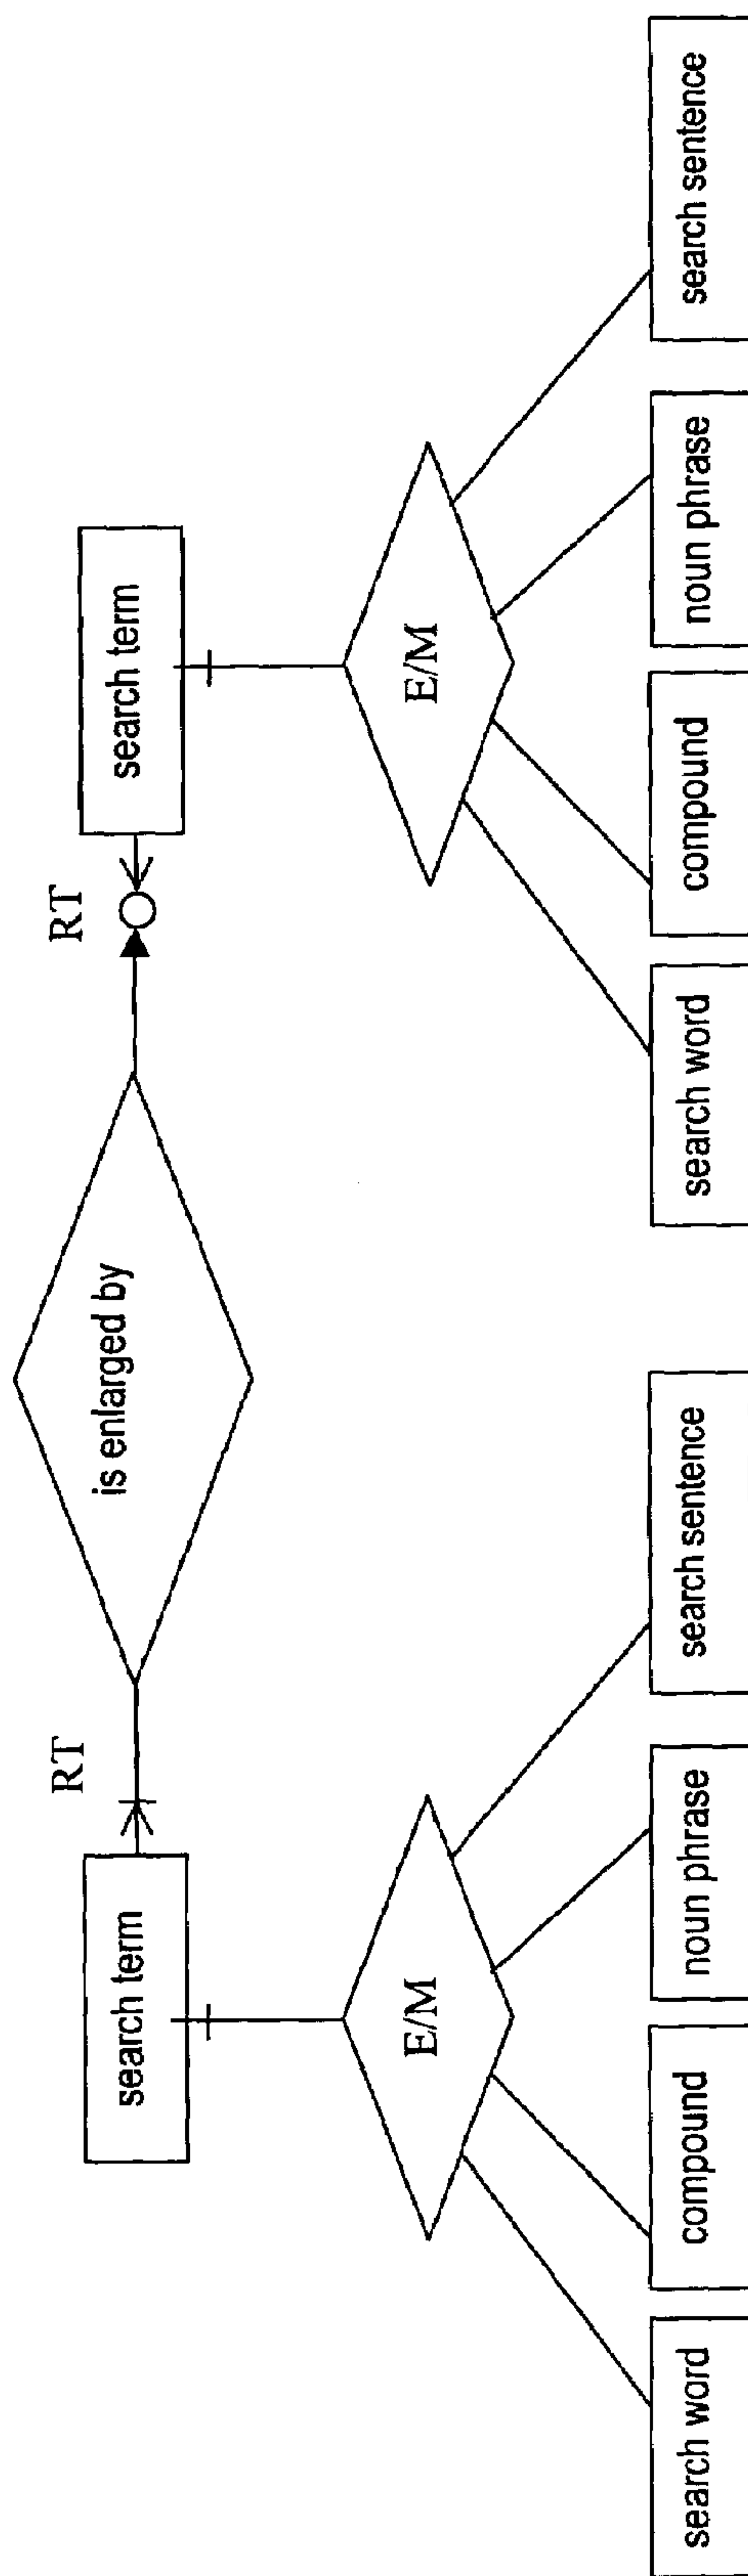 RT
RT
search term
is enlarged by
search term
E/M
E/M
search word
compound
noun phrase
search sentence
search word
compound
noun phrase
search sentence